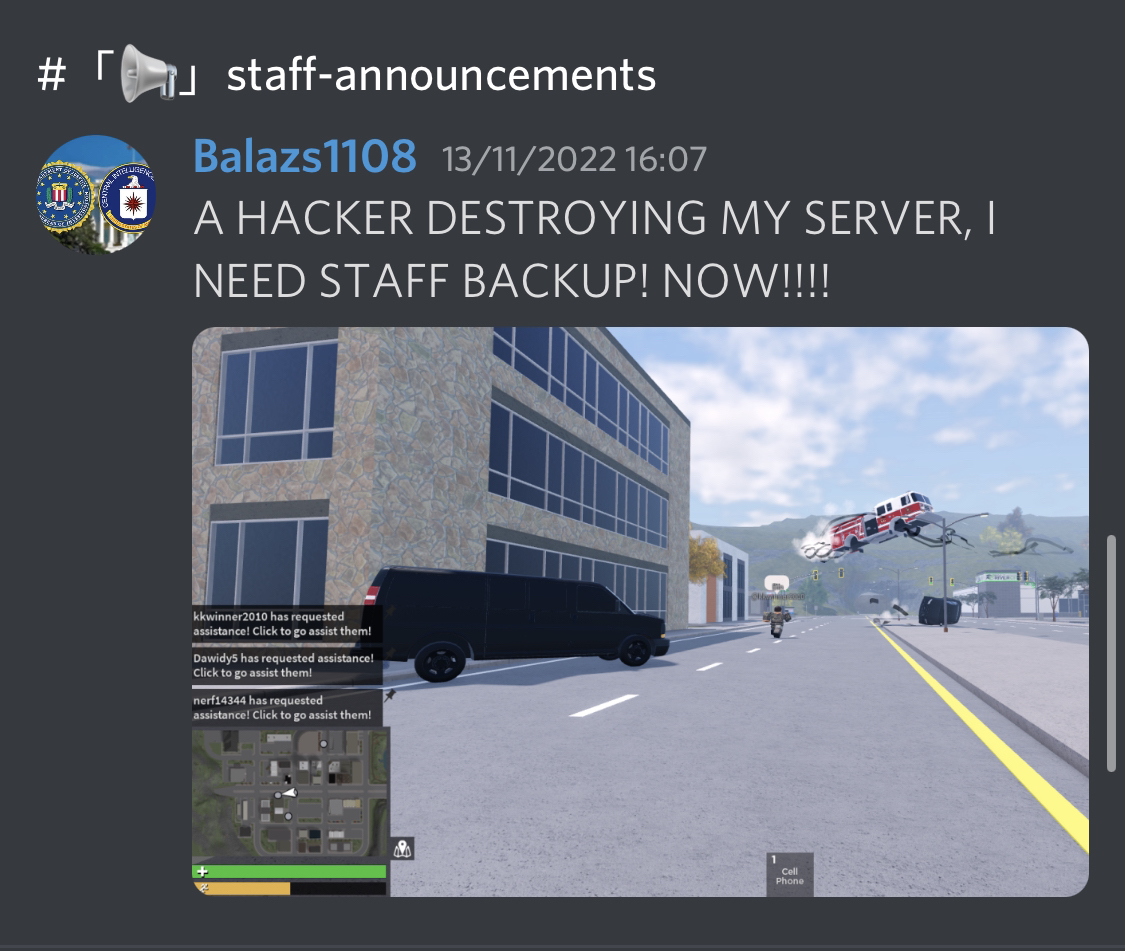 # 「📢」 staff-announcements
Balazs1108 13/11/2022 16:07
A HACKER DESTROYING MY SERVER, I
NEED STAFF BACKUP! NOW!!!!
kkwinner2010 has requested
assistance! Click to go assist them!
Dawidy5 has requested assistance!
Click to go assist them!
nerf14344 has requested
assistance! Click to go assist them!
1
Cell
Phone